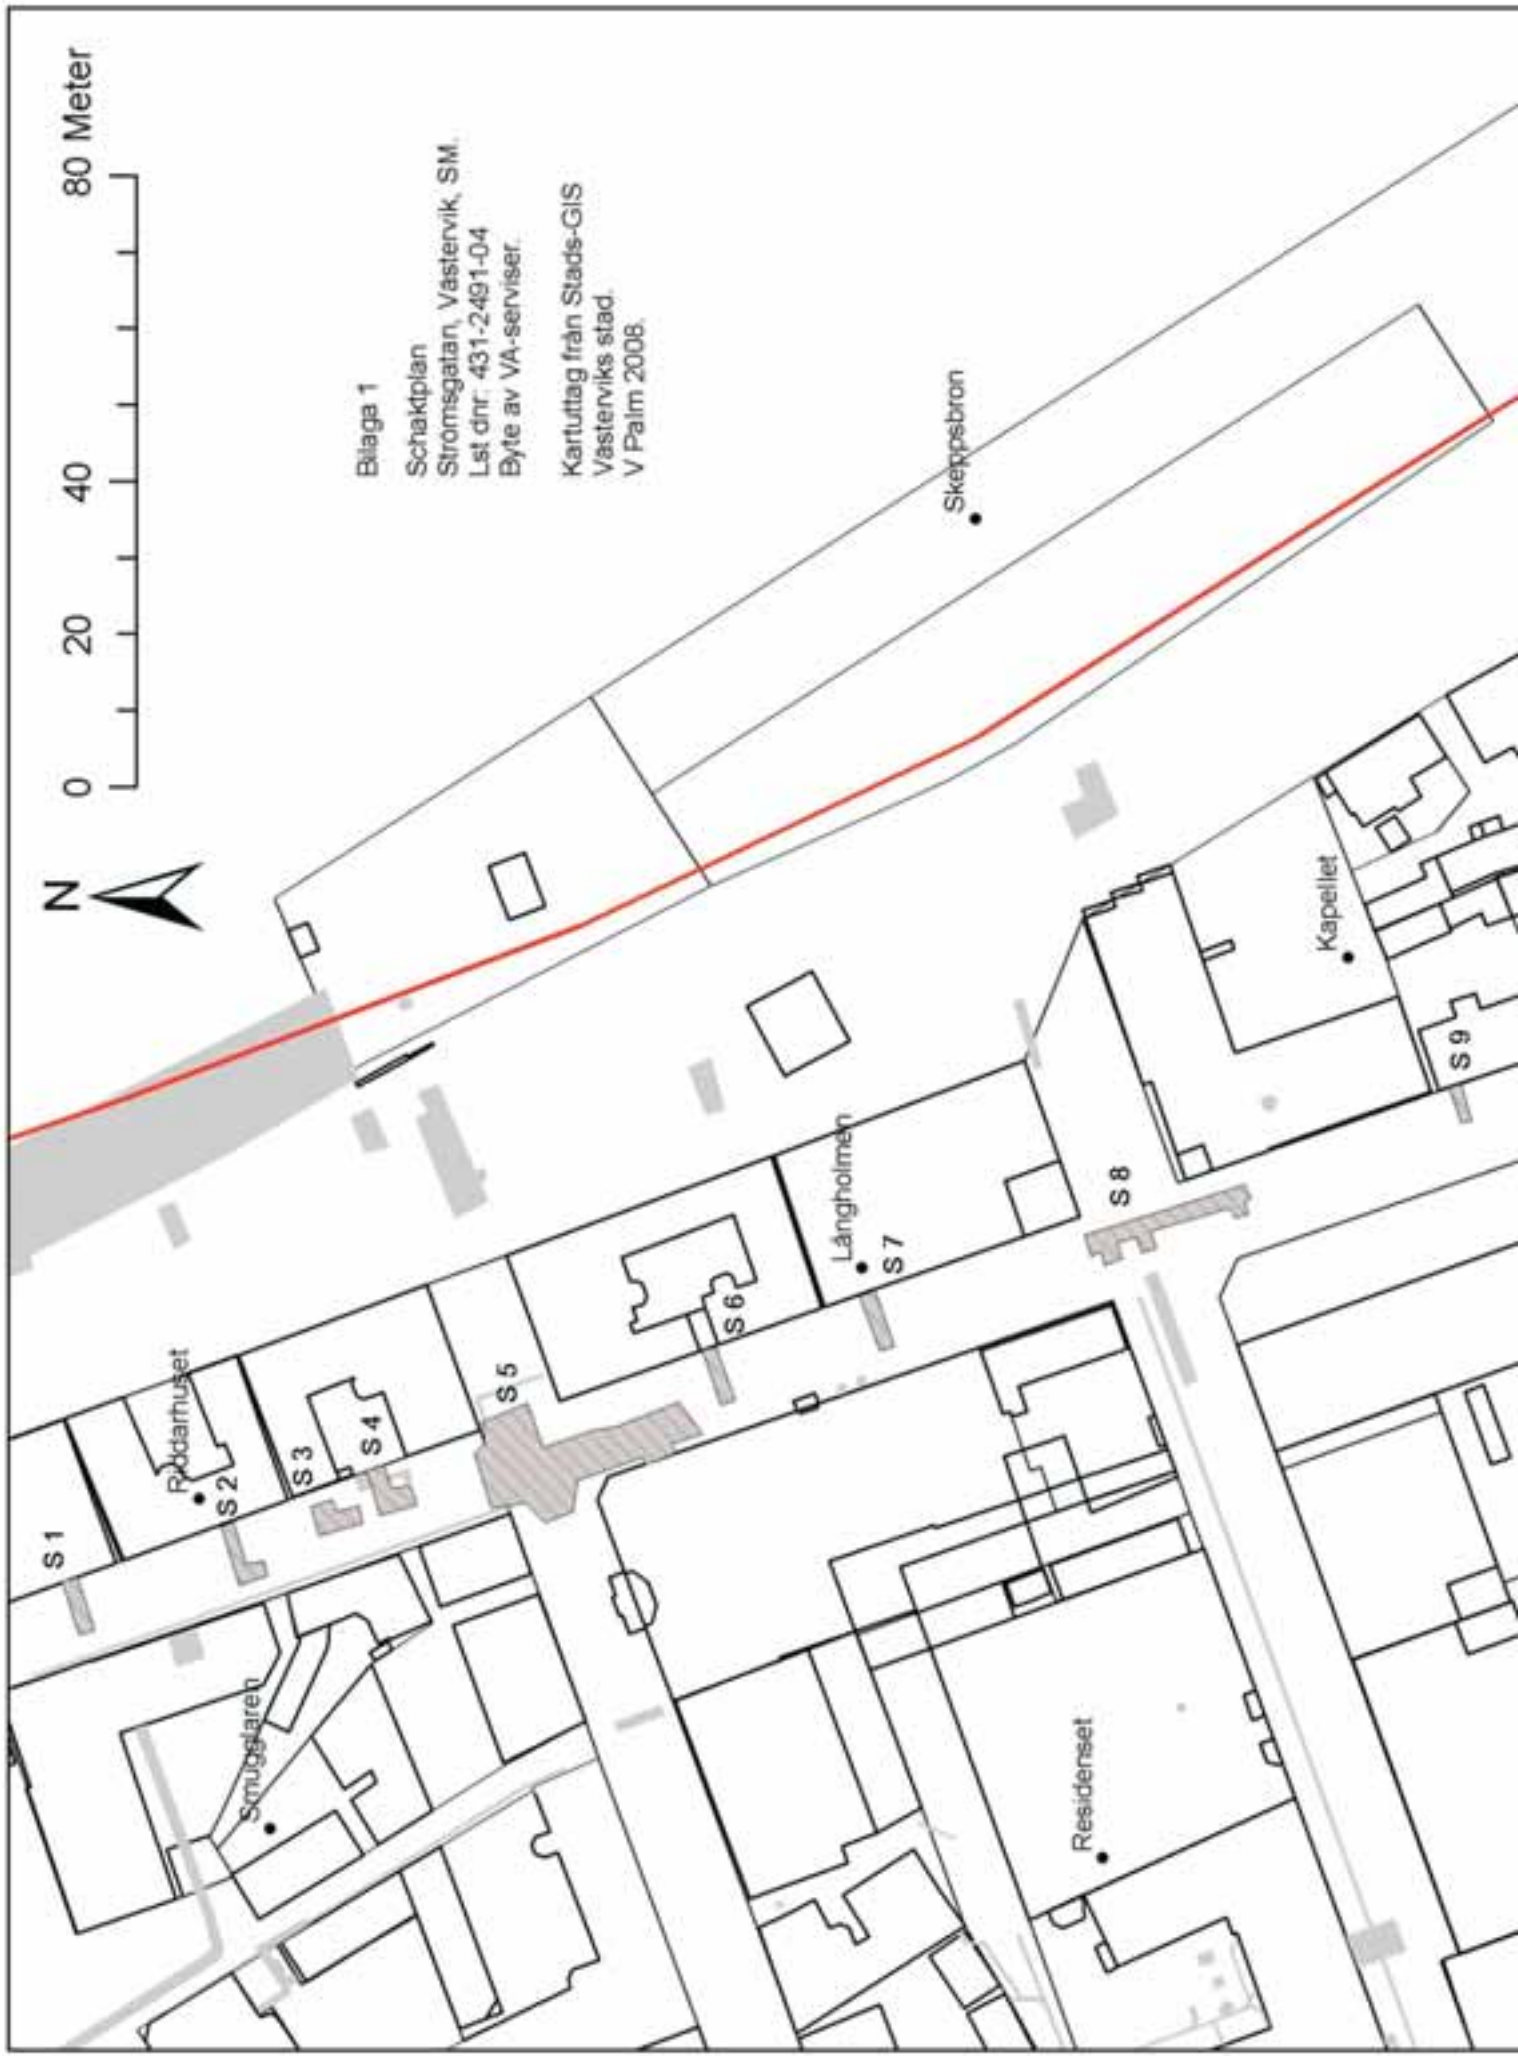 N
0 20 40 80 Meter
Bilaga 1
Schaktplan
Strömsgatan, Västervik, SM.
Lst dnr: 431-2491-04
Byte av VA-serviser.
Kartuttag från Stads-GIS
Västerviks stad.
V Palm 2008.
S 1
Riddarhuset
S 2
S 3
S 4
Smugglaren
S 5
S 6
Långholmen
S 7
Skeppsbron
S 8
Residenset
Kapellet
S 9